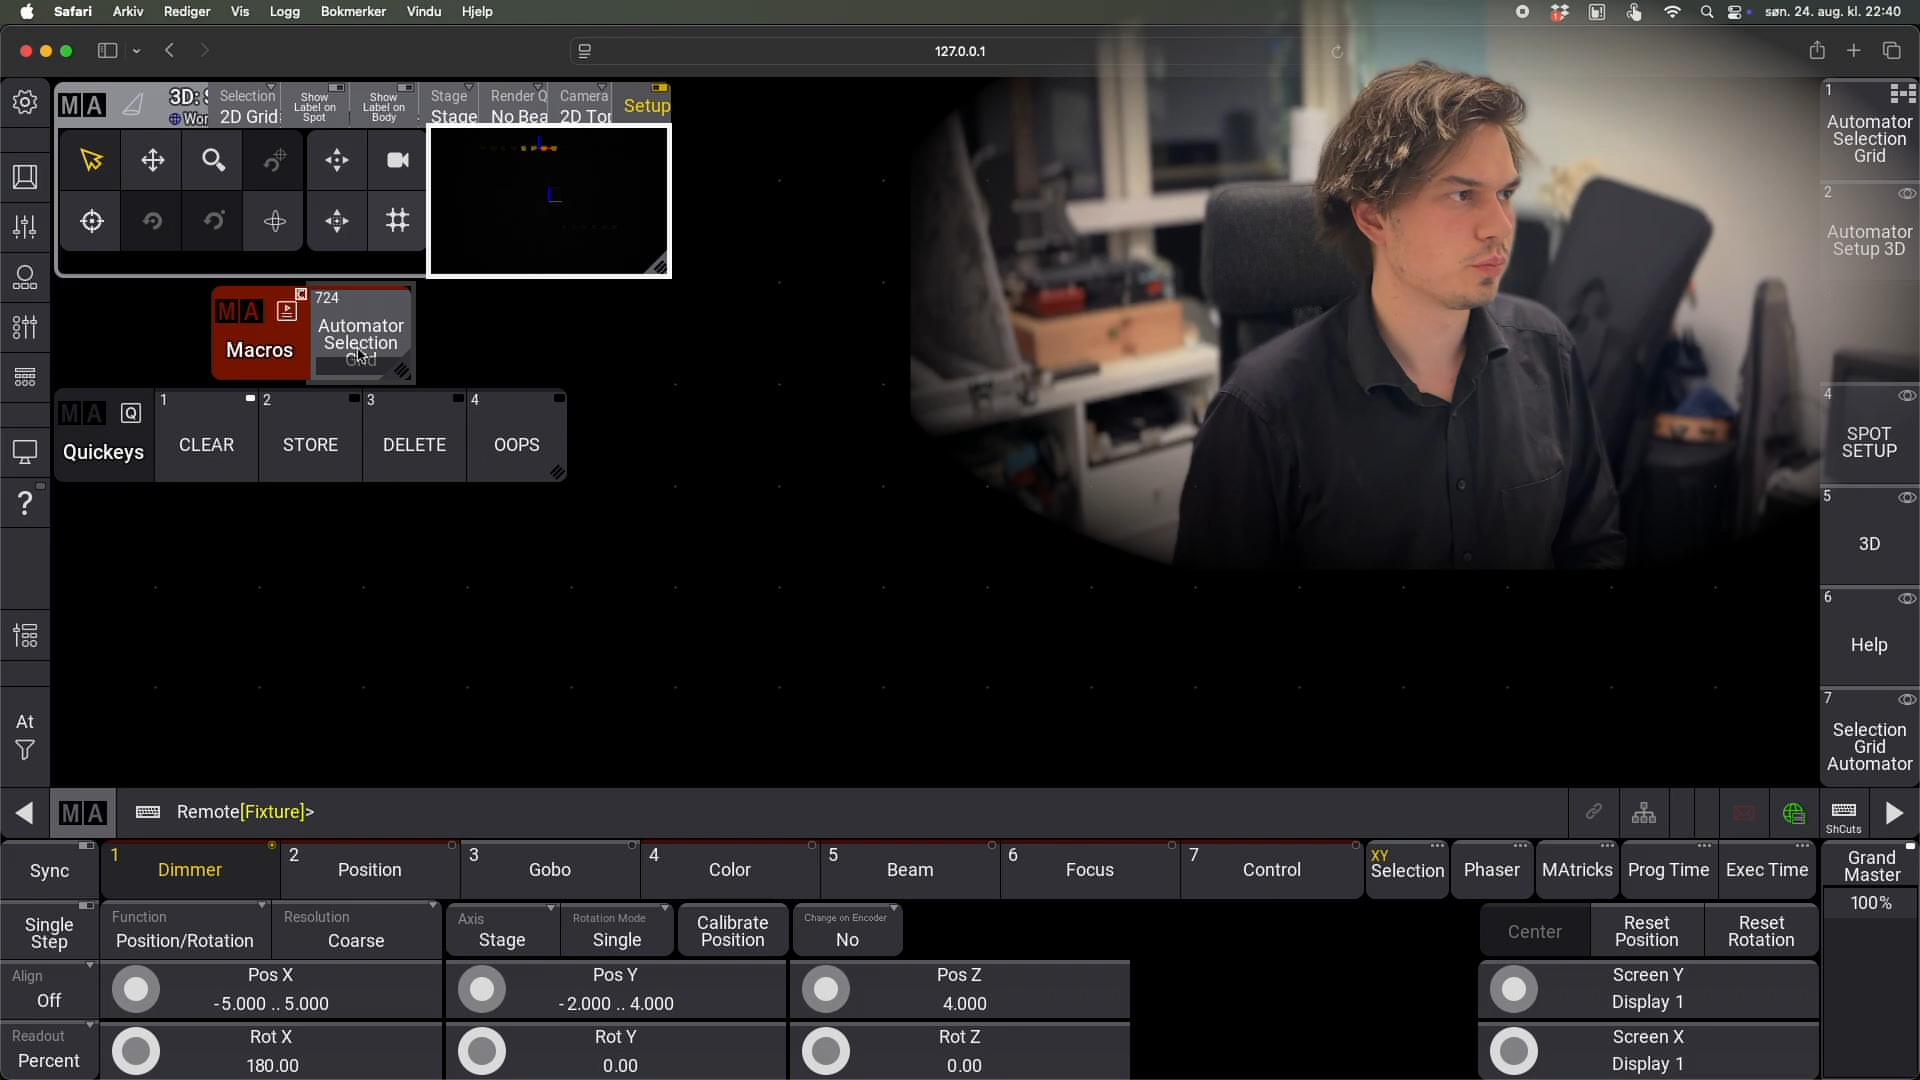 Safari Arkiv Rediger Vis Logg Bokmerker Vindu Hjelp
søn. 24. aug. kl. 22:40
127.0.0.1
MA 3D:
Selection
2D Grid
Show
Label on
Spot
Show
Label on
Body
Stage
Stage
Render Q
No Bea
Camera
Setup
1
Automator
Selection
Grid
2
Automator
Setup 3D
MA
Macros
724
Automator
Selection
Grid
4
SPOT
SETUP
MA Q
Quickeys
1
CLEAR
2
STORE
3
DELETE
4
OOPS
?
5
3D
6
Help
7
Selection
Grid
Automator
At
MA
Remote[Fixture]>
ShCuts
Sync
1
Dimmer
2
Position
3
Gobo
4
Color
5
Beam
6
Focus
7
Control
XY
Selection
Phaser
MAtricks
Prog Time
Exec Time
Grand
Master
100%
Single
Step
Function
Position/Rotation
Resolution
Coarse
Axis
Stage
Rotation Mode
Single
Calibrate
Position
Change on Encoder
No
Center
Reset
Position
Reset
Rotation
Align
Off
Pos X
-5.000 .. 5.000
Pos Y
-2.000 .. 4.000
Pos Z
4.000
Screen Y
Display 1
Readout
Percent
Rot X
180.00
Rot Y
0.00
Rot Z
0.00
Screen X
Display 1